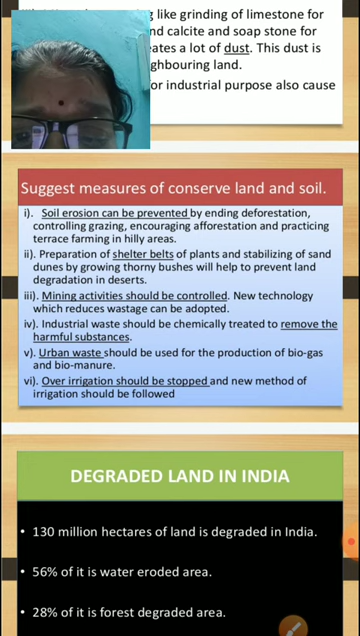 like grinding of limestone for
nd calcite and soap stone for
eates a lot of dust. This dust is
ghbouring land.
or industrial purpose also cause
Suggest measures of conserve land and soil.
i). Soil erosion can be prevented by ending deforestation,
controlling grazing, encouraging afforestation and practicing
terrace farming in hilly areas.
ii). Preparation of shelter belts of plants and stabilizing of sand
dunes by growing thorny bushes will help to prevent land
degradation in deserts.
iii). Mining activities should be controlled. New technology
which reduces wastage can be adopted.
iv). Industrial waste should be chemically treated to remove the
harmful substances.
v). Urban waste should be used for the production of bio-gas
and bio-manure.
vi). Over irrigation should be stopped and new method of
irrigation should be followed
DEGRADED LAND IN INDIA
• 130 million hectares of land is degraded in India.
• 56% of it is water eroded area.
• 28% of it is forest degraded area.